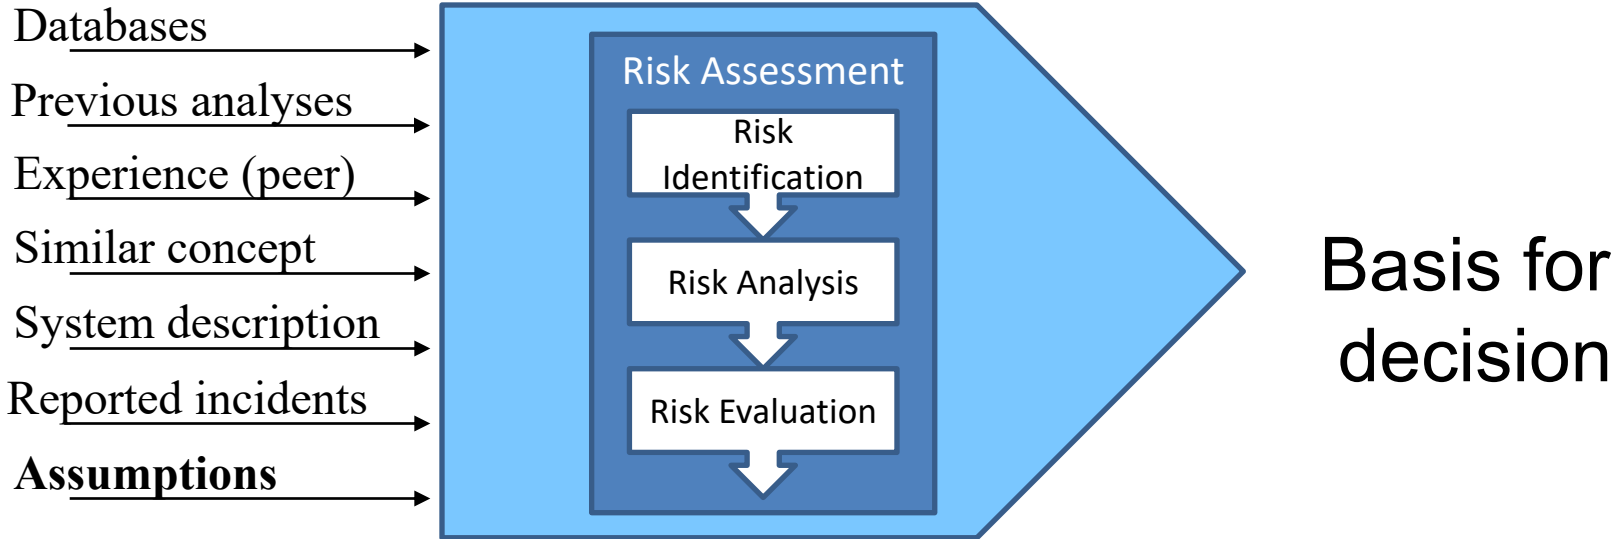 Databases
Previous analyses
Experience (peer)
Similar concept
System description
Reported incidents
Assumptions
Risk Assessment
Risk
Identification
Risk Analysis
Risk Evaluation
Basis for
decision